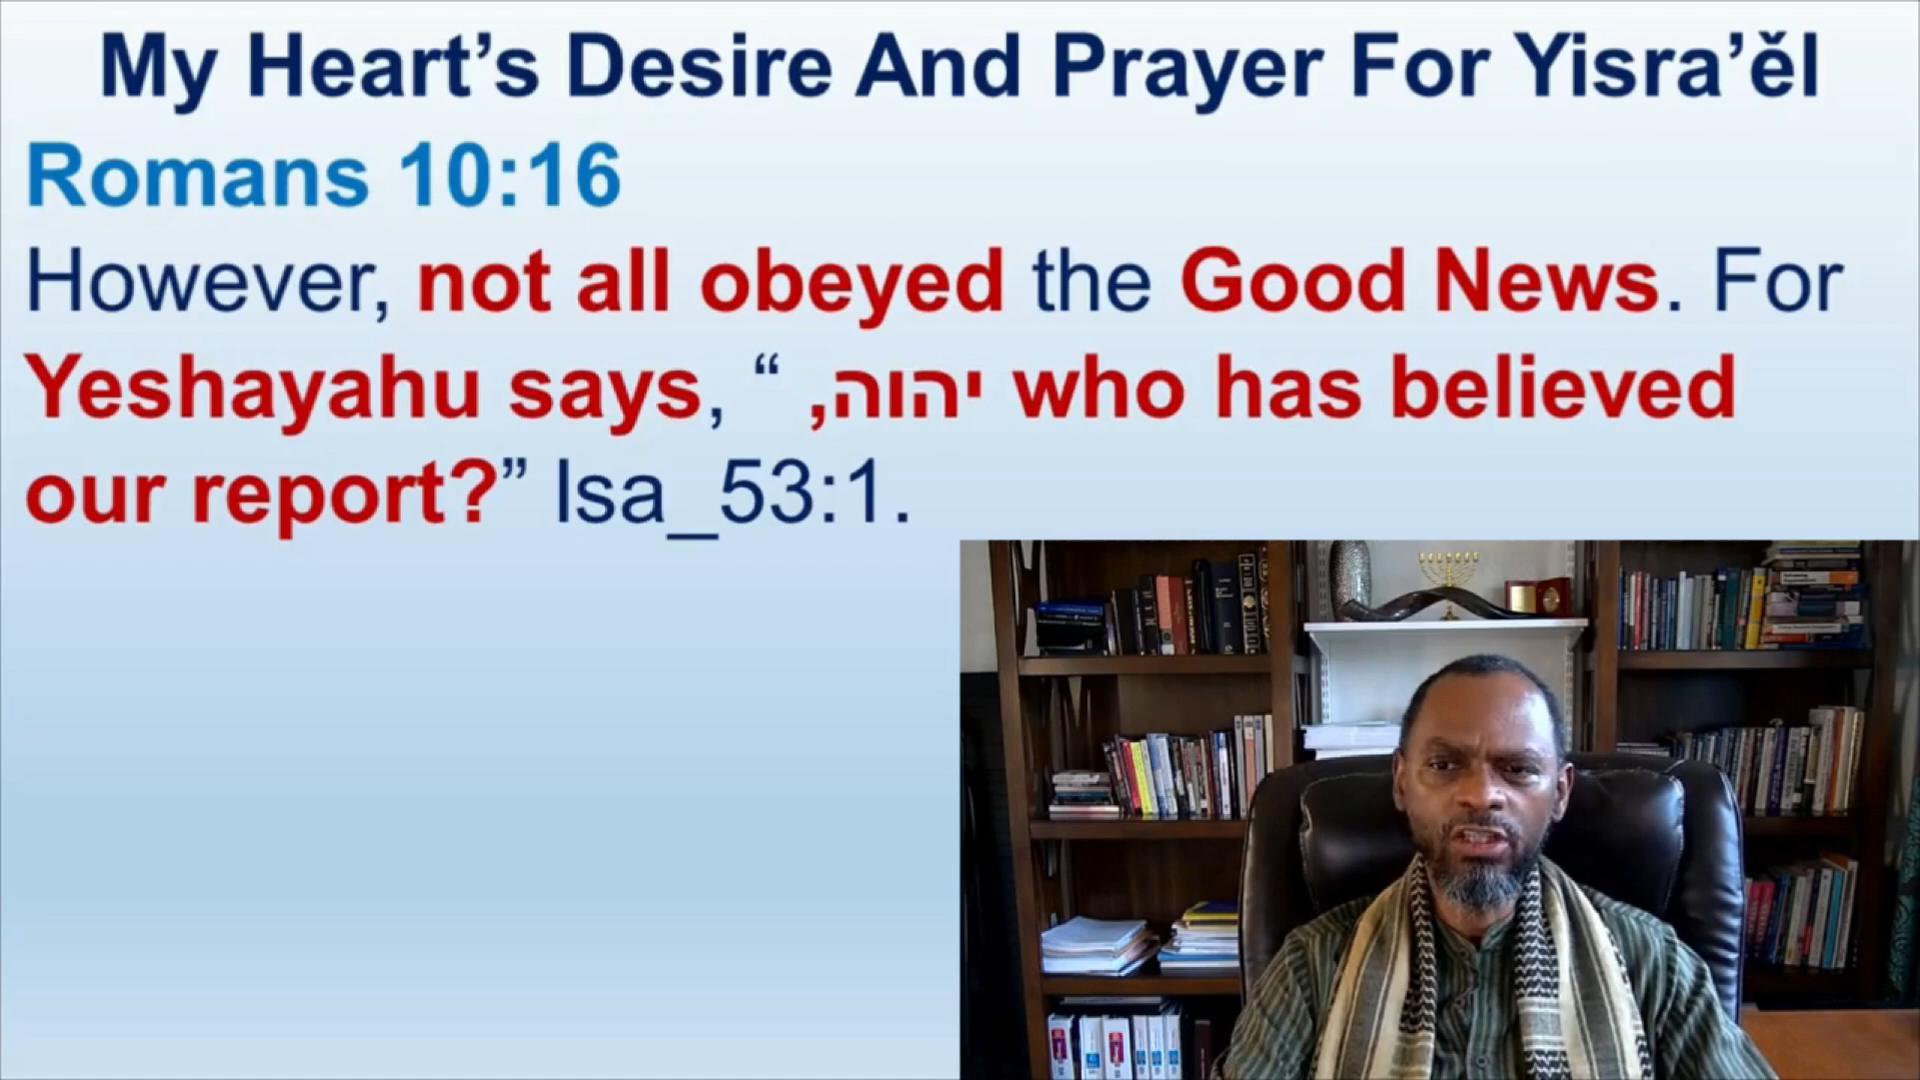 My Heart’s Desire And Prayer For Yisra’ěl
Romans 10:16
However, not all obeyed the Good News. For
Yeshayahu says, “ יהוה, who has believed
our report?” Isa_53:1.